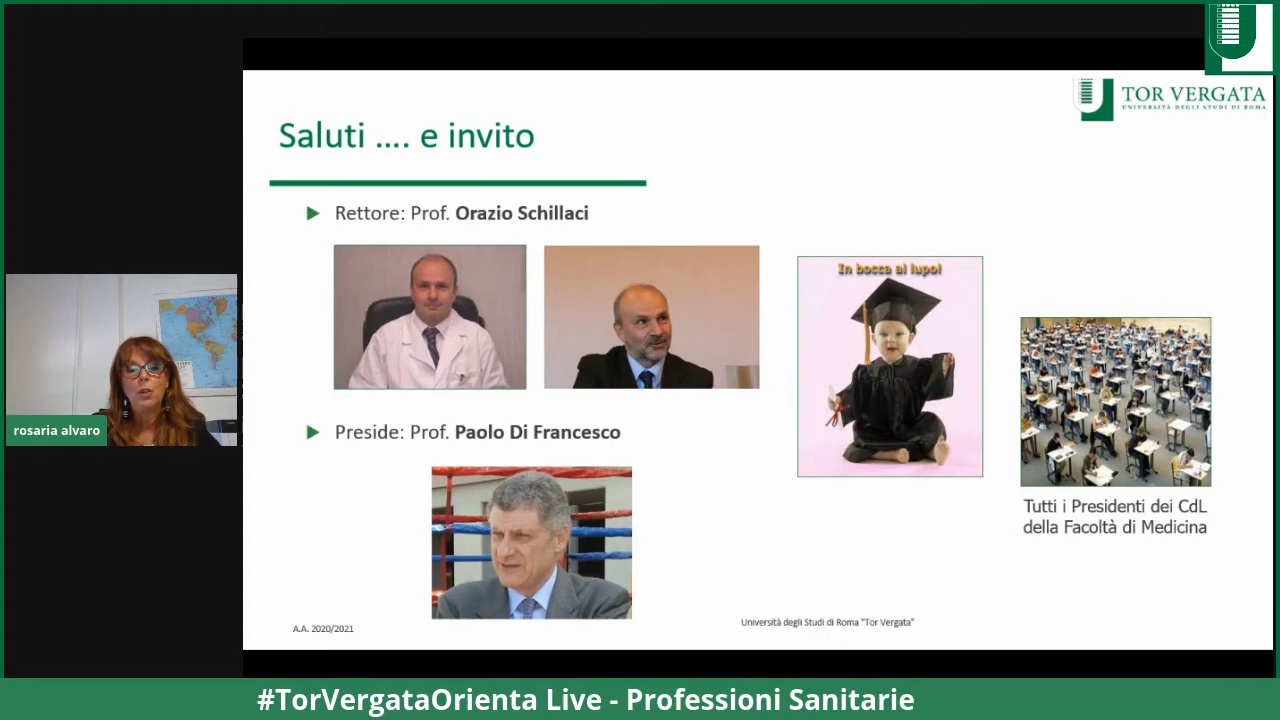 TOR VERGATA
UNIVERSITÀ DEGLI STUDI DI ROMA
Saluti .... e invito
Rettore: Prof. Orazio Schillaci
In bocca al lupo!
rosaria alvaro
Preside: Prof. Paolo Di Francesco
Tutti i Presidenti dei CdL
della Facoltà di Medicina
A.A. 2020/2021
Università degli Studi di Roma "Tor Vergata"
#TorVergataOrienta Live - Professioni Sanitarie